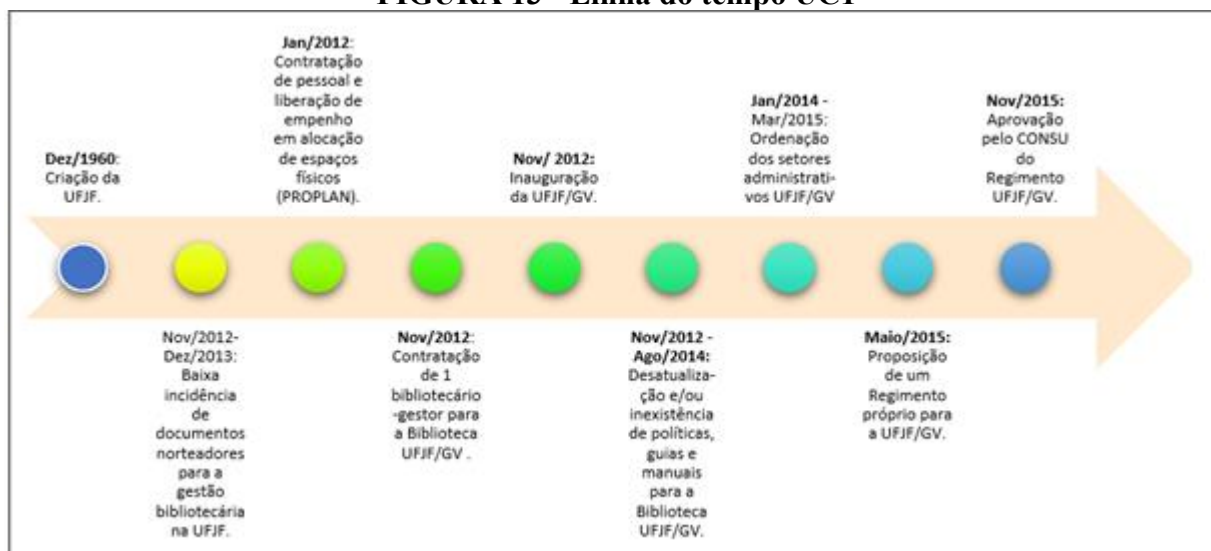 FIGURA 15 - Linha do tempo UCI
Dez/1960:
Criação da
UFJF.
Nov/2012-
Dez/2013:
Baixa
incidência
de
documentos
norteadores
para a
gestão
bibliotecária
na UFJF.
Jan/2012:
Contratação
de pessoal e
liberação de
empenho
em alocação
de espaços
físicos
(PROPLAN).
Nov/2012:
Contratação
de 1
bibliotecário
-gestor para
a Biblioteca
UFJF/GV .
Nov/ 2012:
Inauguração
da UFJF/GV.
Nov/2012 -
Ago/2014:
Desatualiza-
ção e/ou
inexistência
de políticas,
guias e
manuais
para a
Biblioteca
UFJF/GV.
Jan/2014 -
Mar/2015:
Ordenação
dos setores
administrati-
vos UFJF/GV
Maio/2015:
Proposição
de um
Regimento
próprio para
a UFJF/GV.
Nov/2015:
Aprovação
pelo CONSU
do
Regimento
UFJF/GV.